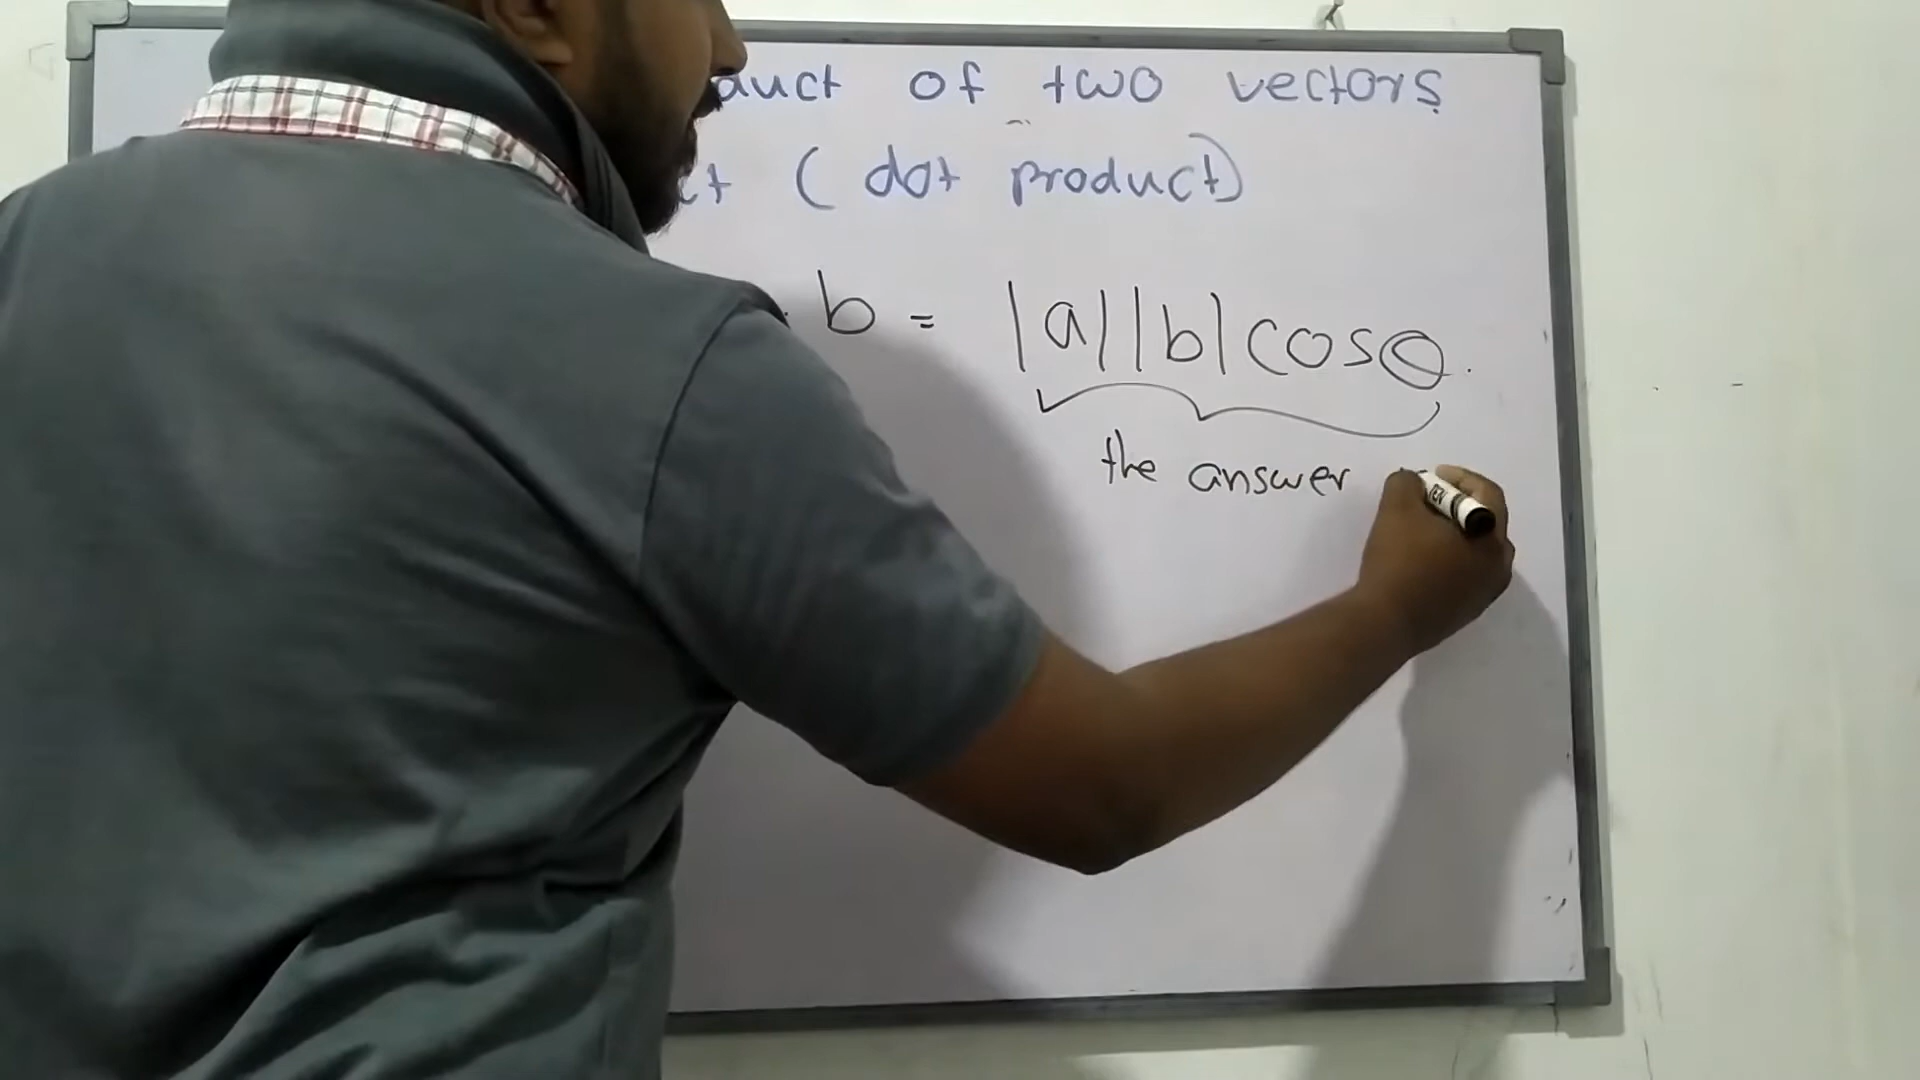 duct of two vectors
ct (dot product)
. b = |a||b| cosθ.
the answer